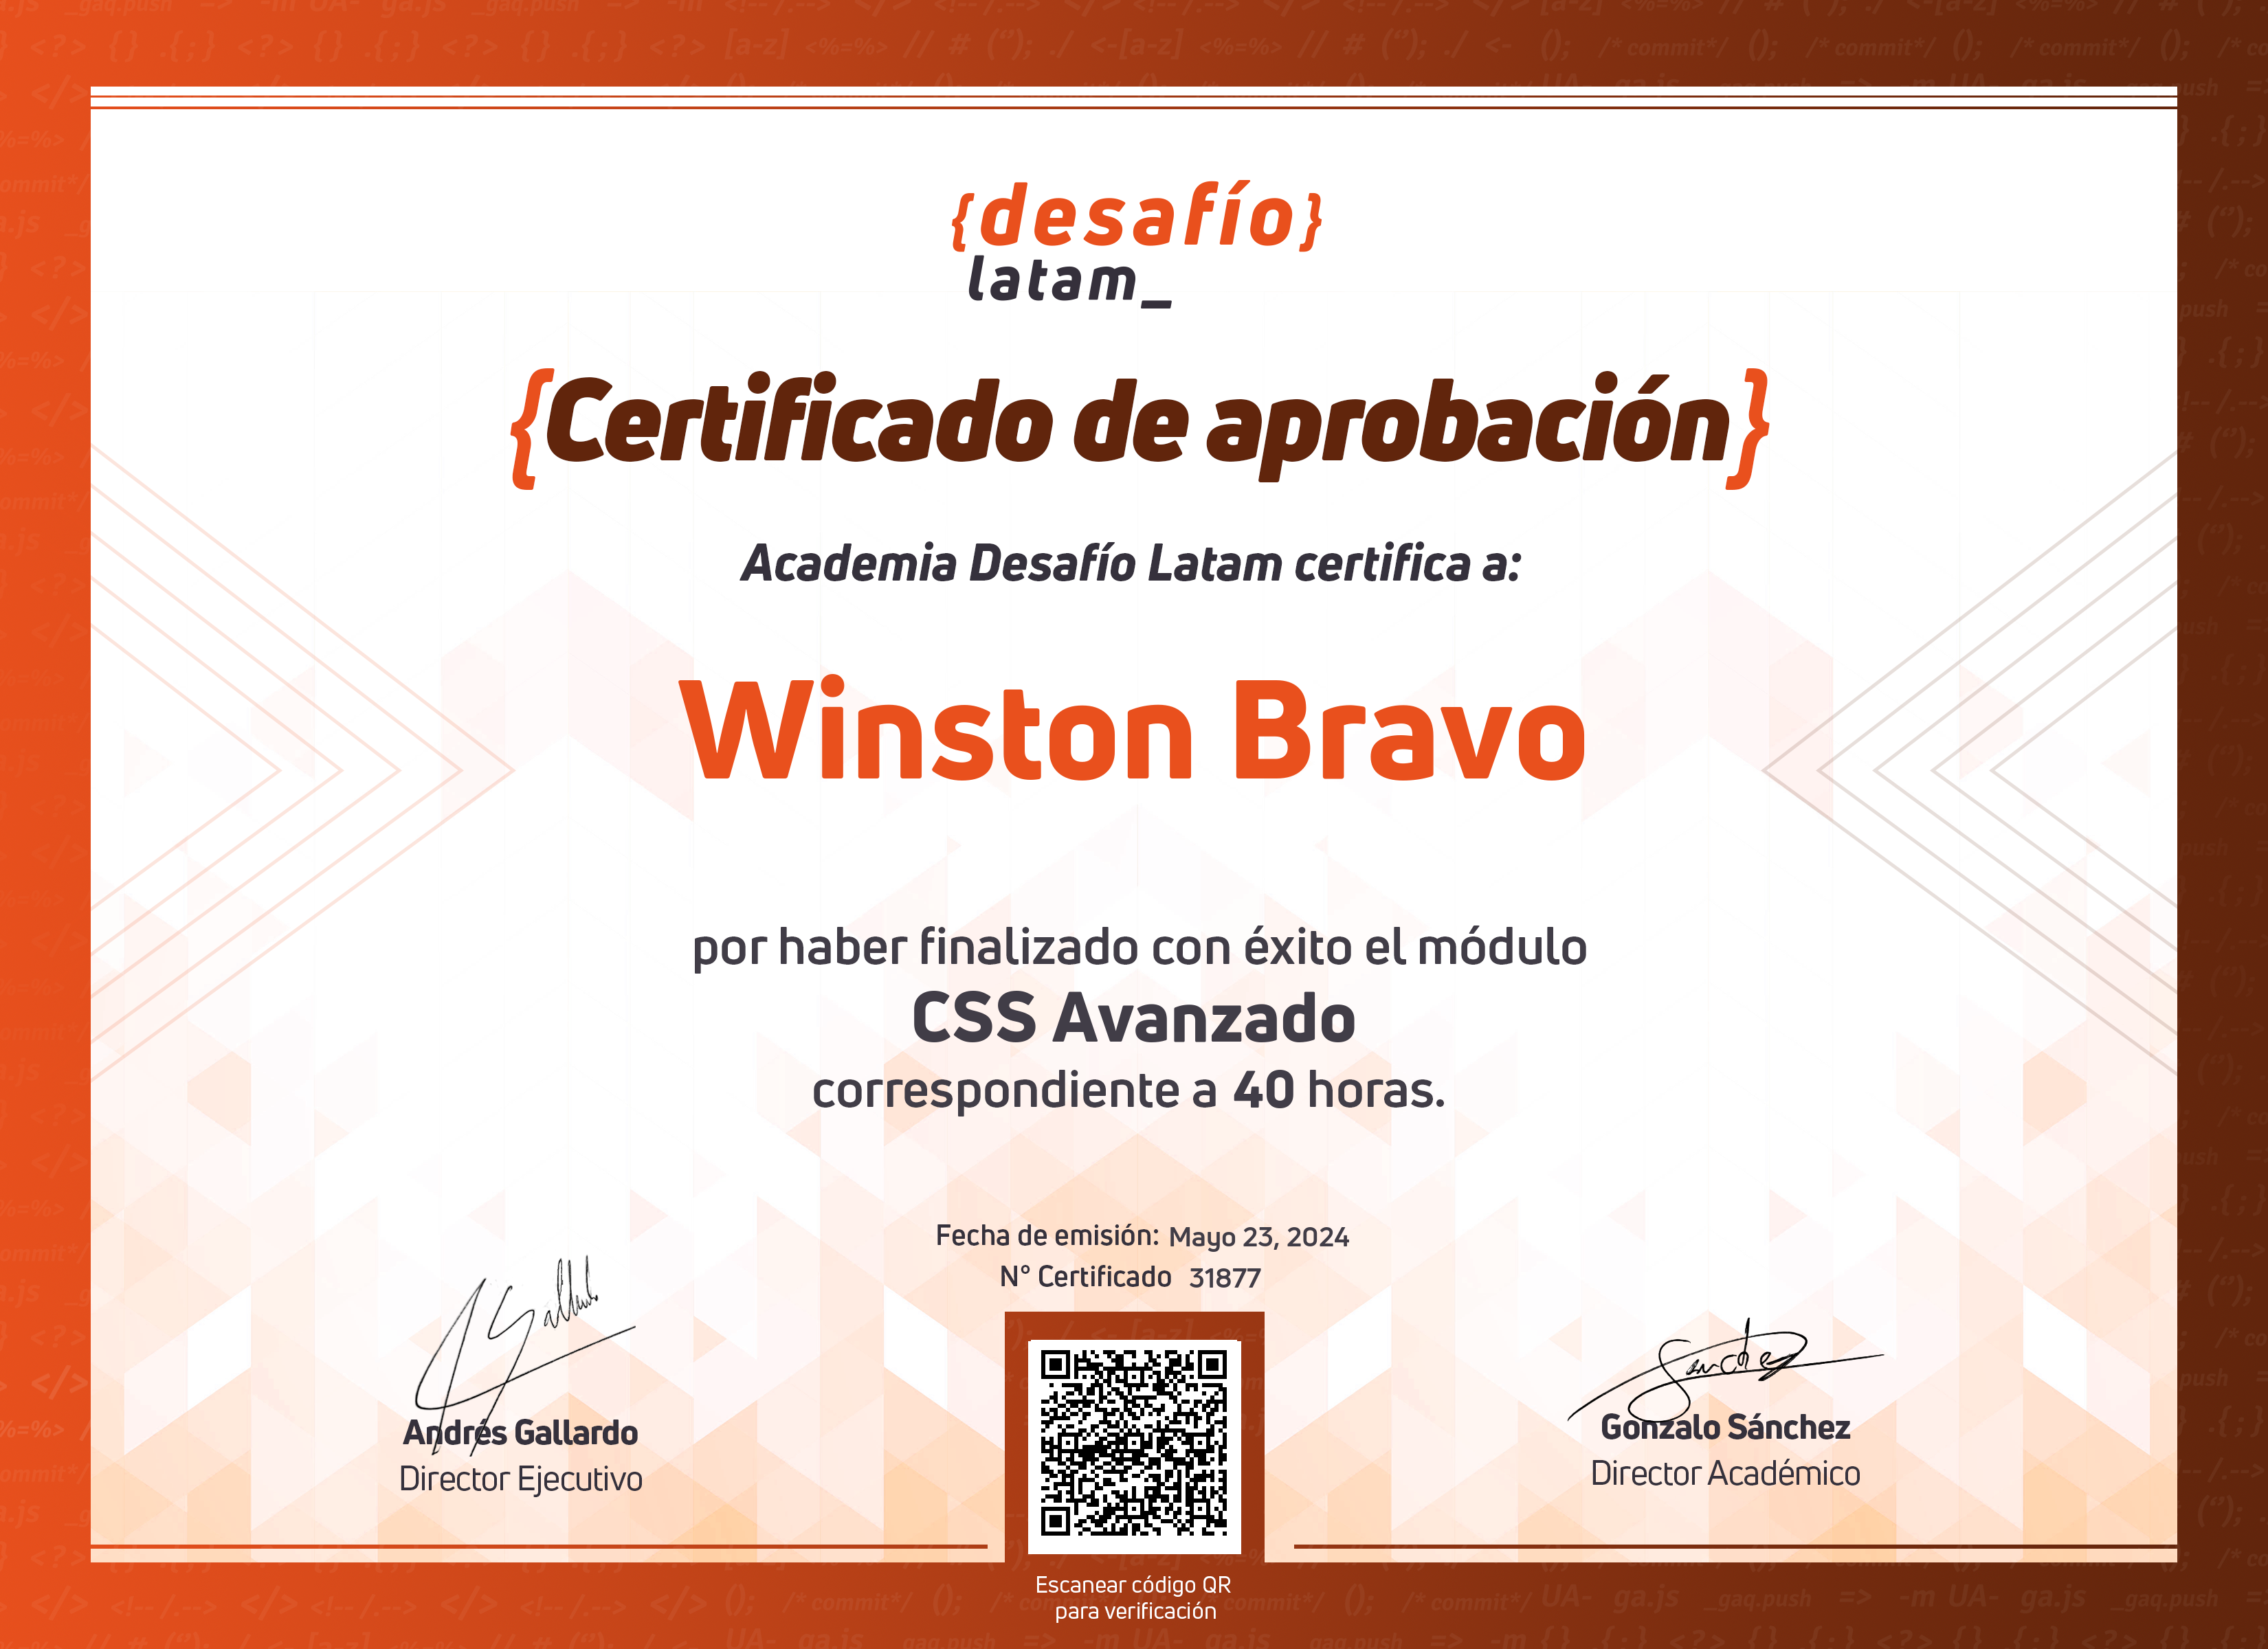 {desafío}
latam_
{Certificado de aprobación}
Academia Desafío Latam certifica a:
Winston Bravo
por haber finalizado con éxito el módulo
CSS Avanzado
correspondiente a 40 horas.
Fecha de emisión: Mayo 23, 2024
N° Certificado 31877
Andrés Gallardo
Director Ejecutivo
Gonzalo Sánchez
Director Académico
Escanear código QR
para verificación